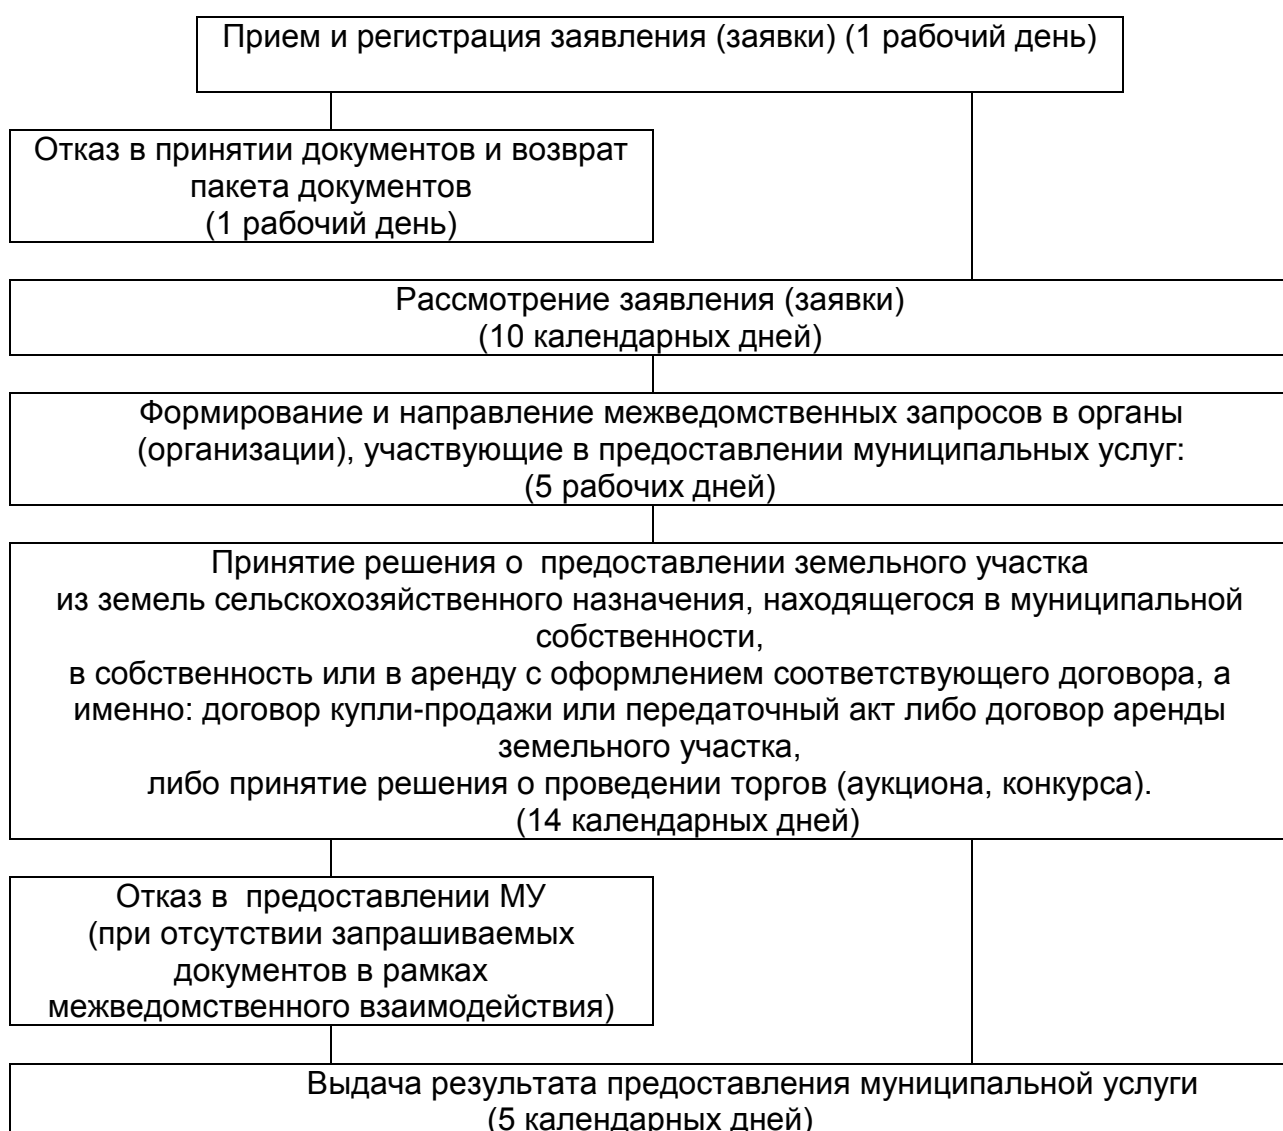 Прием и регистрация заявления (заявки) (1 рабочий день)
Отказ в принятии документов и возврат
пакета документов
(1 рабочий день)
Рассмотрение заявления (заявки)
(10 календарных дней)
Формирование и направление межведомственных запросов в органы
(организации), участвующие в предоставлении муниципальных услуг:
(5 рабочих дней)
Принятие решения о  предоставлении земельного участка
из земель сельскохозяйственного назначения, находящегося в муниципальной
собственности,
в собственность или в аренду с оформлением соответствующего договора, а
именно: договор купли-продажи или передаточный акт либо договор аренды
земельного участка,
либо принятие решения о проведении торгов (аукциона, конкурса).
(14 календарных дней)
Отказ в  предоставлении МУ
(при отсутствии запрашиваемых
документов в рамках
межведомственного взаимодействия)
Выдача результата предоставления муниципальной услуги
(5 календарных дней)